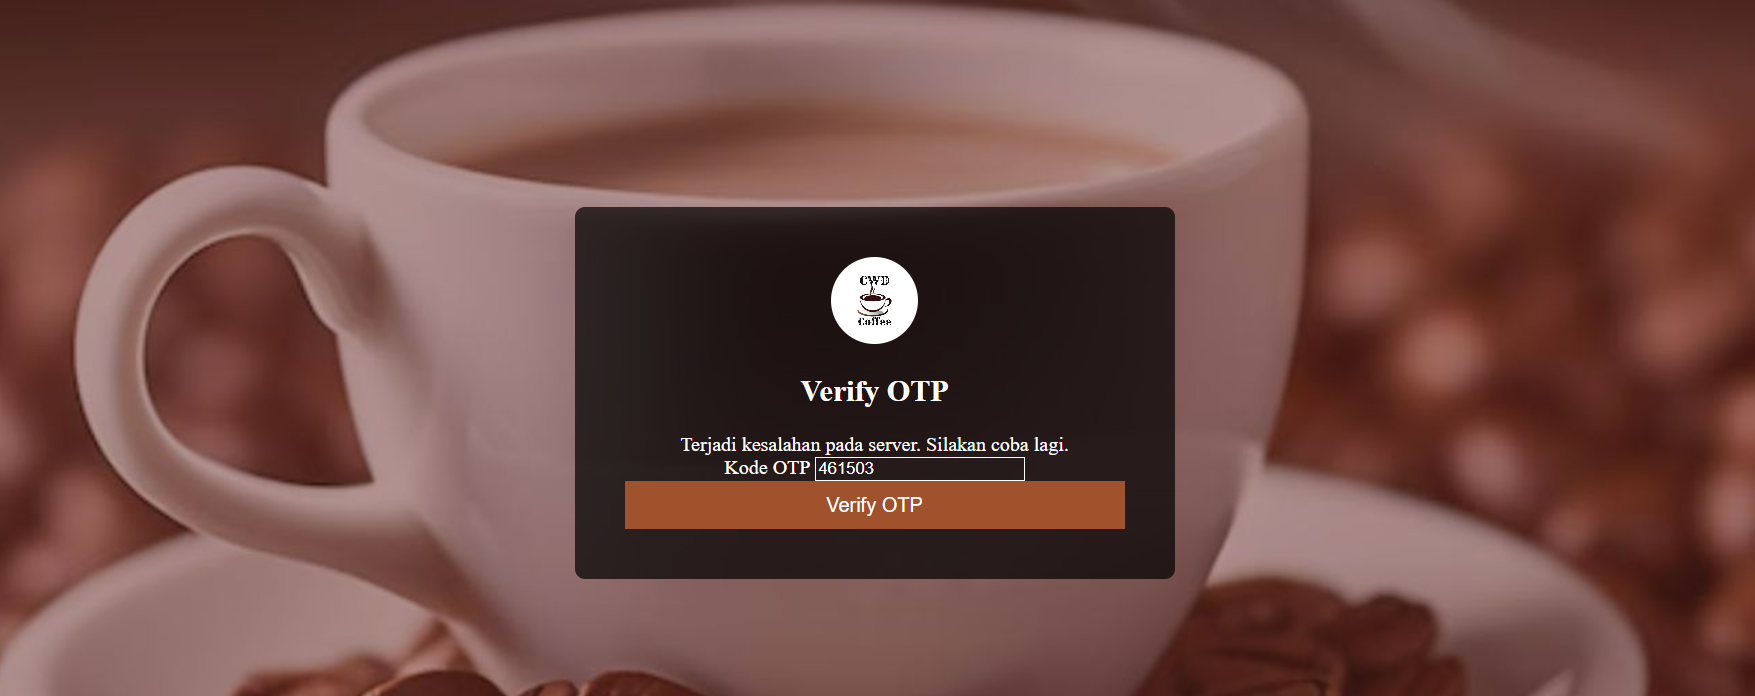 CWD
Coffee
Verify OTP
Terjadi kesalahan pada server. Silakan coba lagi.
Kode OTP 461503
Verify OTP